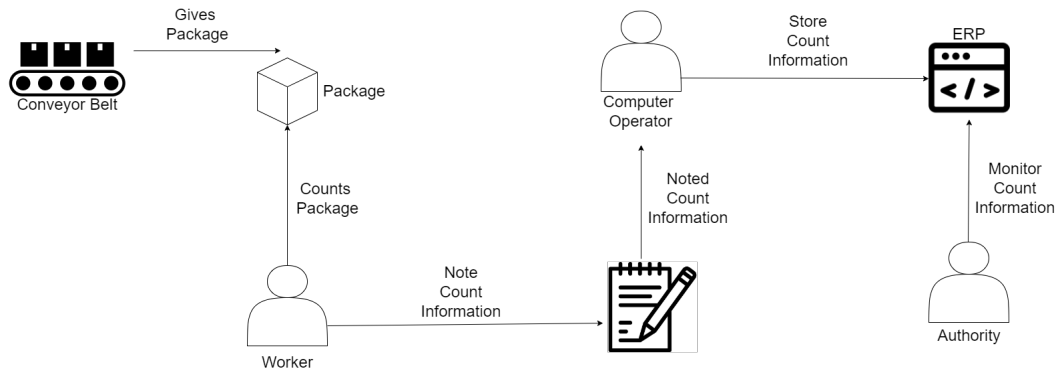 Gives
Package
Conveyor Belt
Package
Counts
Package
Worker
Note
Count
Information
Noted
Count
Information
Computer
Operator
Store
Count
Information
ERP
</>
Monitor
Count
Information
Authority